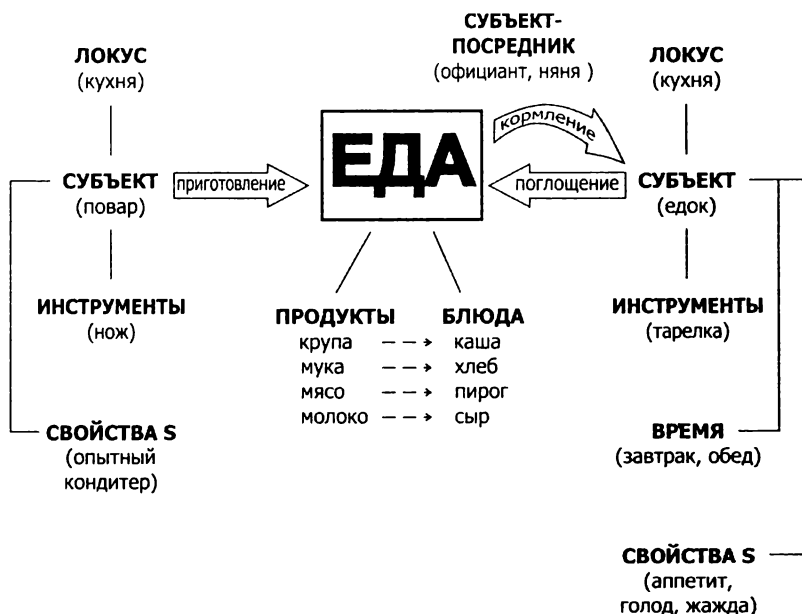 СУБЪЕКТ-
ПОСРЕДНИК
(официант, няня )
ЛОКУС
(кухня)
ЛОКУС
(кухня)
кормление
ЕДА
СУБЪЕКТ
(повар)
приготовление
поглощение
СУБЪЕКТ
(едок)
ИНСТРУМЕНТЫ
(нож)
ПРОДУКТЫ БЛЮДА
крупа – – → каша
мука – – → хлеб
мясо – – → пирог
молоко – – → сыр
ИНСТРУМЕНТЫ
(тарелка)
СВОЙСТВА S
(опытный
кондитер)
ВРЕМЯ
(завтрак, обед)
СВОЙСТВА S
(аппетит,
голод, жажда)